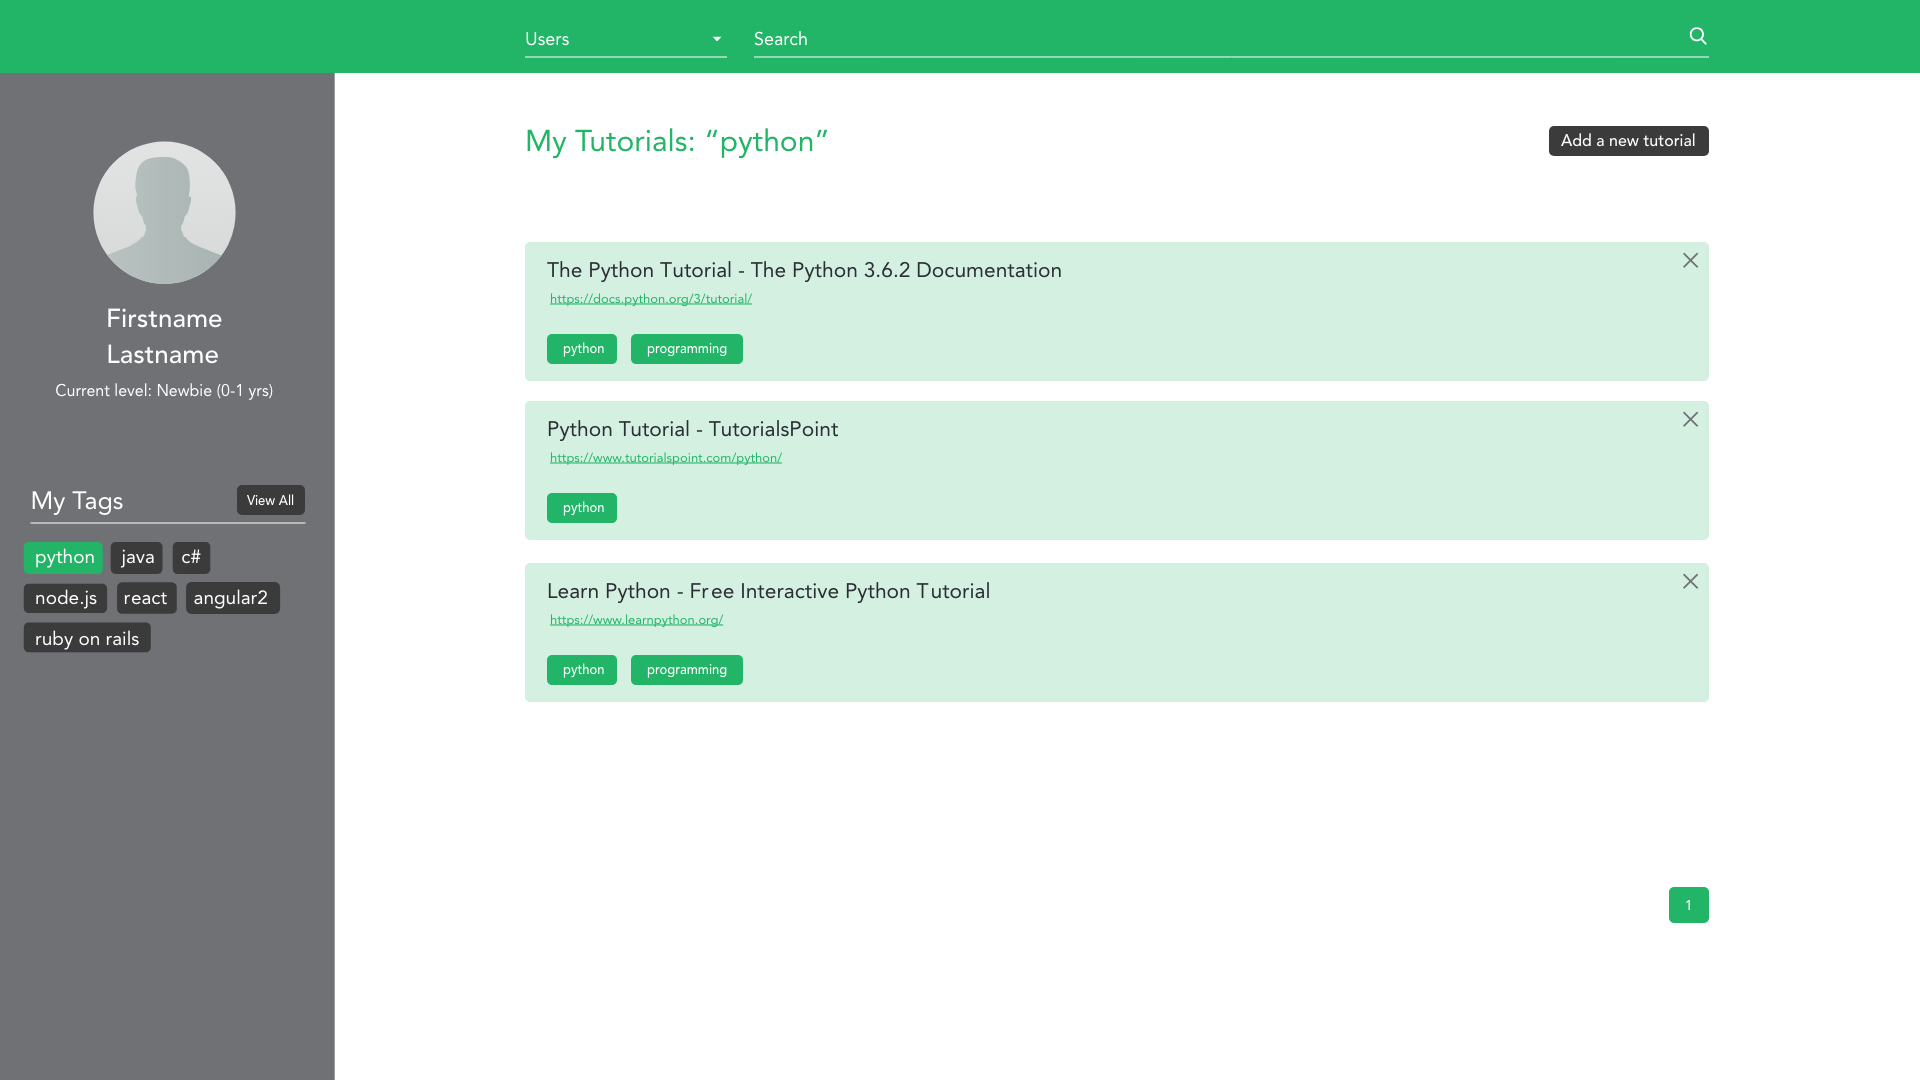 Users
Search
Firstname
Lastname
Current level: Newbie (0-1 yrs)
My Tags
View All
python
java
c#
node.js
react
angular2
ruby on rails
My Tutorials: “python”
Add a new tutorial
The Python Tutorial - The Python 3.6.2 Documentation
https://docs.python.org/3/tutorial/
python
programming
Python Tutorial - TutorialsPoint
https://www.tutorialspoint.com/python/
python
Learn Python - Free Interactive Python Tutorial
https://www.learnpython.org/
python
programming
1